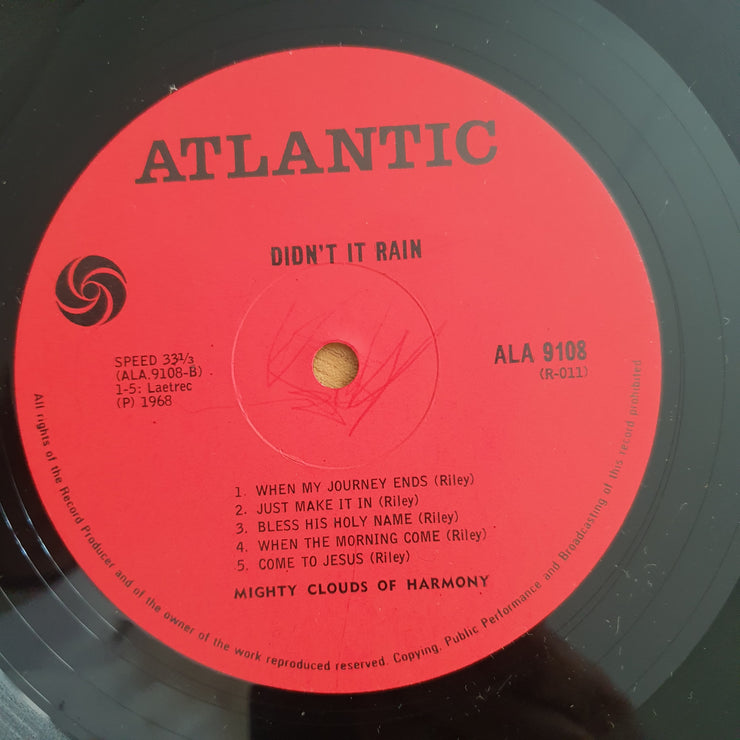 ATLANTIC
DIDN'T IT RAIN
SPEED 33⅓
(ALA.9108-B)
1-5: Laetrec
(P) 1968
ALA 9108
(R-011)
1. WHEN MY JOURNEY ENDS (Riley)
2. JUST MAKE IT IN (Riley)
3. BLESS HIS HOLY NAME (Riley)
4. WHEN THE MORNING COME (Riley)
5. COME TO JESUS (Riley)
MIGHTY CLOUDS OF HARMONY
All rights of the Record Producer and of the owner of the work reproduced reserved. Copying, Public Performance and Broadcasting of this record prohibited